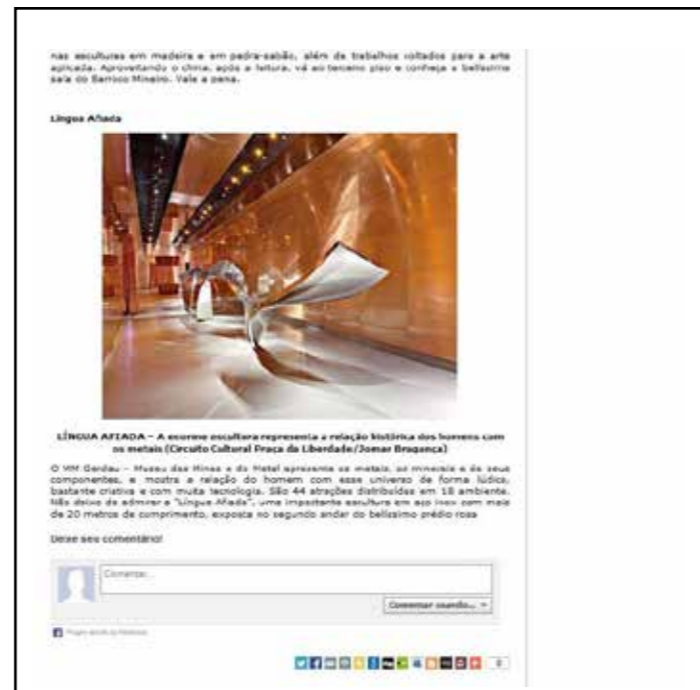 nas esculturas em madeira e em pedra-sabão, além de trabalhos voltados para a arte
aplicada. Aproveitando o clima, após a leitura, vá ao terceiro piso e conheça a belíssima
sala do Barroco Mineiro. Vale a pena.
Língua Afiada
LÍNGUA AFIADA – A enorme escultura representa a relação histórica dos homens com
os metais (Circuito Cultural Praça da Liberdade/Jomar Bragança)
O MM Gerdau – Museu das Minas e do Metal apresenta os metais, os minerais e os seus
componentes, e mostra a relação do homem com esse universo de forma lúdica,
bastante criativa e com muita tecnologia. São 44 atrações distribuídas em 18 ambiente.
Não deixe de admirar a "Língua Afiada", uma importante escultura em aço inox com mais
de 20 metros de comprimento, exposta no segundo andar do belíssimo prédio rosa
Deixe seu comentário!
Comentar...
Comentar usando...
0